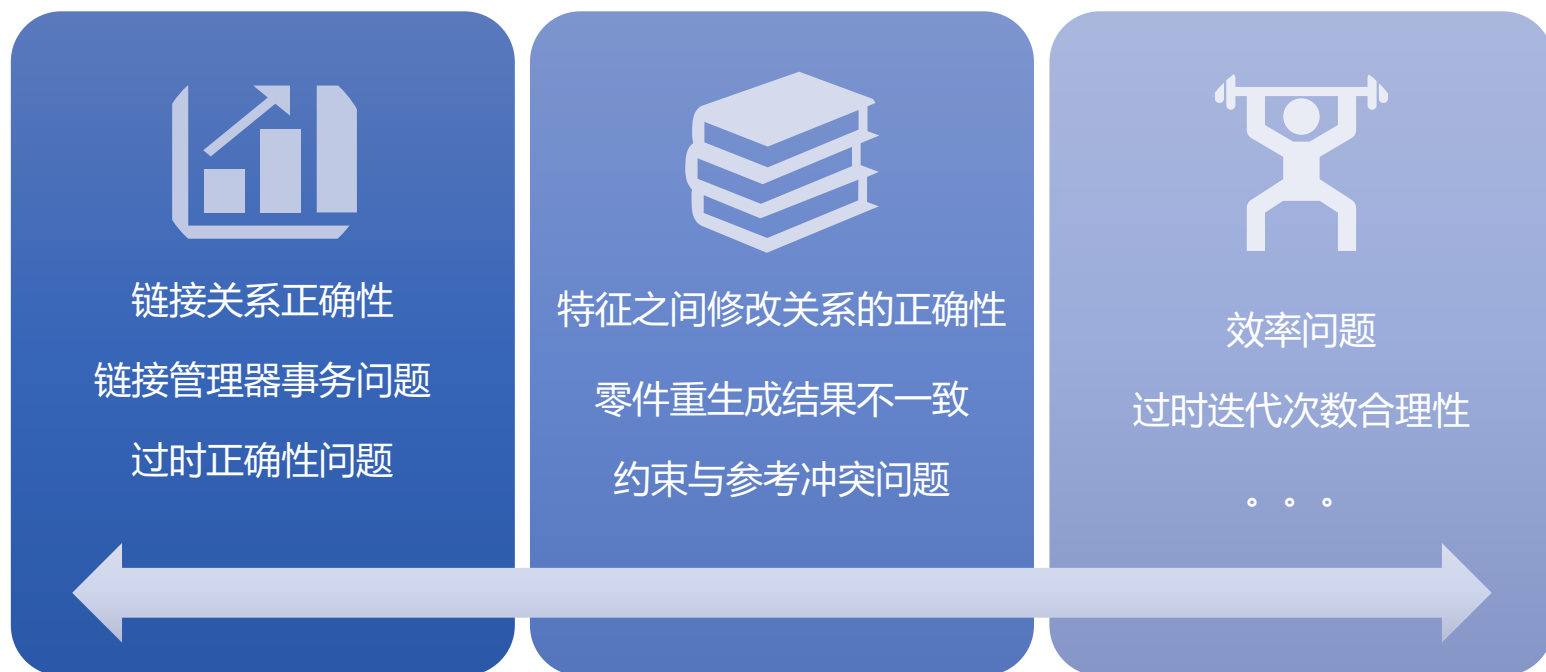 链接关系正确性
链接管理器事务问题
过时正确性问题
特征之间修改关系的正确性
零件重生成结果不一致
约束与参考冲突问题
效率问题
过时迭代次数合理性
。。。